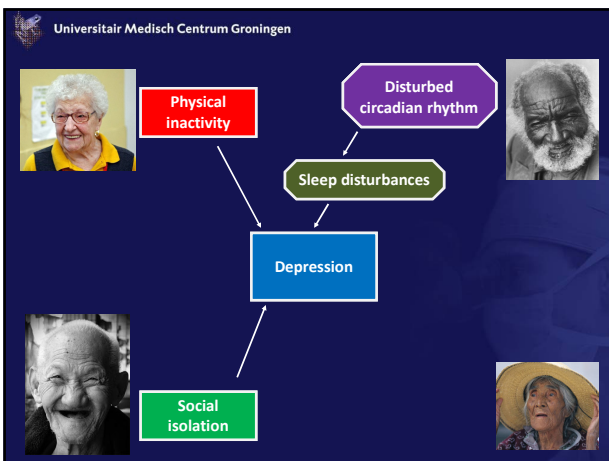 Universitair Medisch Centrum Groningen
Physical
inactivity
Disturbed
circadian rhythm
Sleep disturbances
Depression
Social
isolation